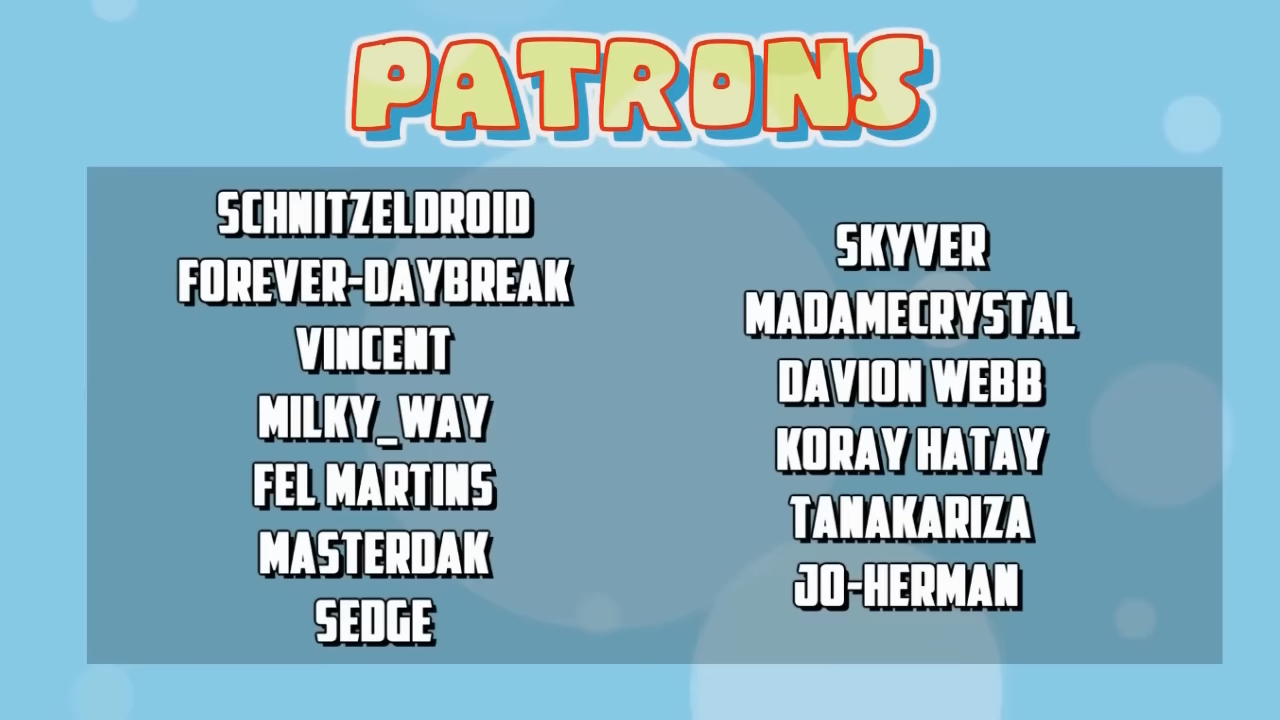 PATRONS
SCHNITZELDROID
FOREVER-DAYBREAK
VINCENT
MILKY_WAY
FEL MARTINS
MASTERDAK
SEDGE
SKYVER
MADAMECRYSTAL
DAVION WEBB
KORAY HATAY
TANAKARIZA
JO-HERMAN